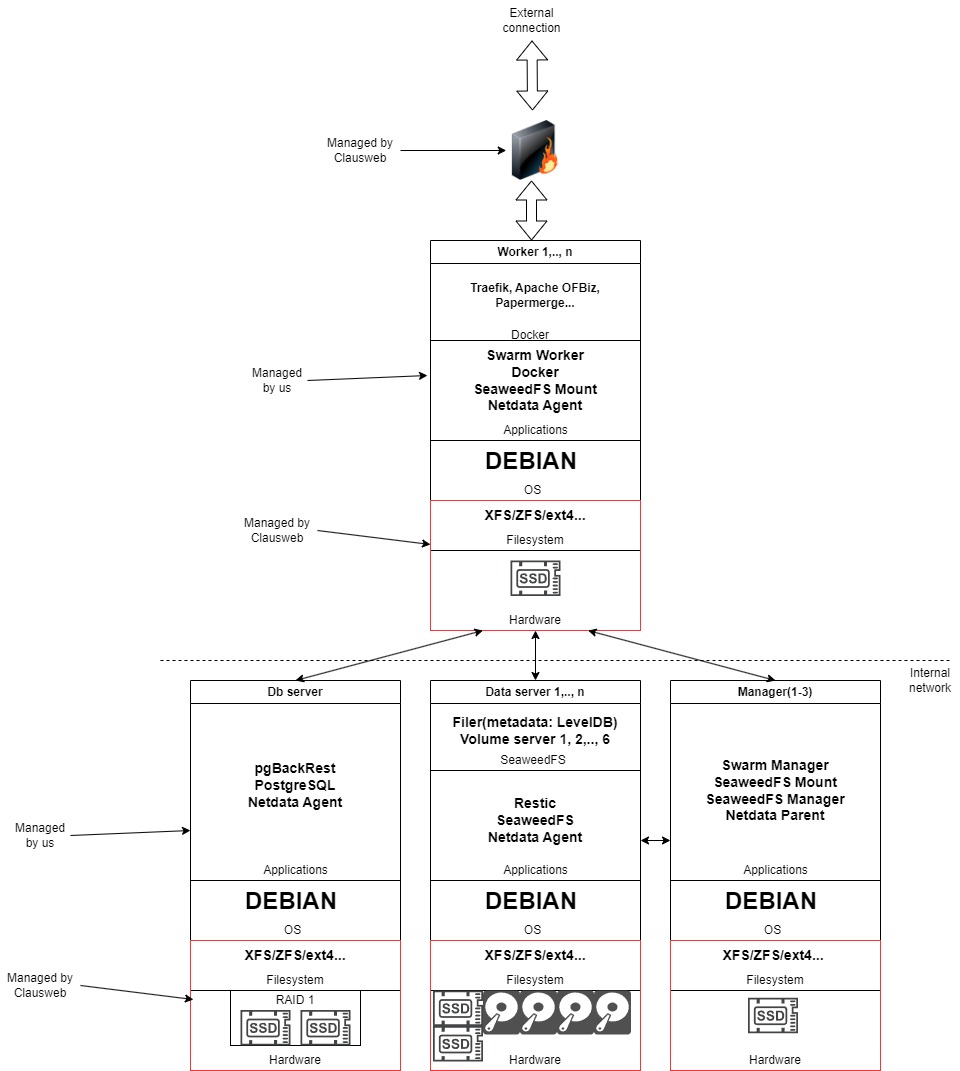 External
connection
Managed by
Clausweb
Worker 1,.., n
Traefik, Apache OFBiz,
Papermerge...
Docker
Swarm Worker
Docker
SeaweedFS Mount
Netdata Agent
Applications
Managed
by us
DEBIAN
OS
XFS/ZFS/ext4...
Filesystem
Managed by
Clausweb
SSD
Hardware
Internal
network
Db server
pgBackRest
PostgreSQL
Netdata Agent
Applications
Managed
by us
DEBIAN
OS
XFS/ZFS/ext4...
Filesystem
Managed by
Clausweb
RAID 1
SSD
SSD
Hardware
Data server 1,.., n
Filer(metadata: LevelDB)
Volume server 1, 2,.., 6
SeaweedFS
Restic
SeaweedFS
Netdata Agent
Applications
DEBIAN
OS
XFS/ZFS/ext4...
Filesystem
SSD
SSD
Hardware
Manager(1-3)
Swarm Manager
SeaweedFS Mount
SeaweedFS Manager
Netdata Parent
Applications
DEBIAN
OS
XFS/ZFS/ext4...
Filesystem
SSD
Hardware